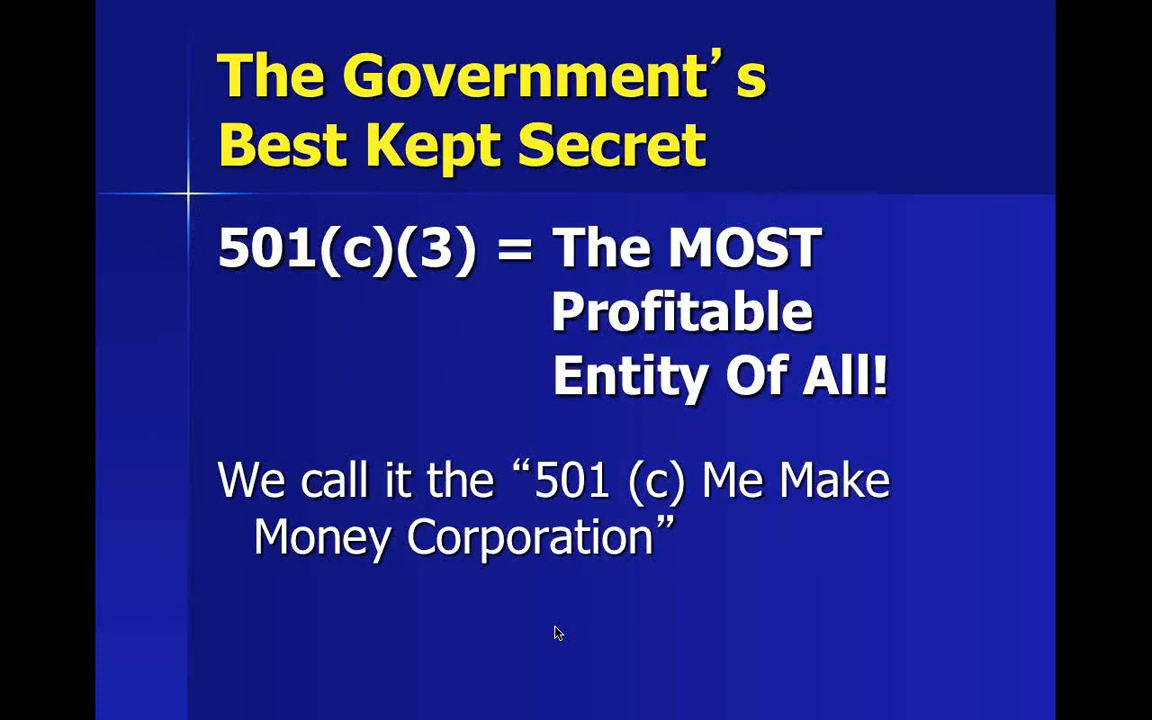 The Government’s
Best Kept Secret
501(c)(3) = The MOST
Profitable
Entity Of All!
We call it the “501 (c) Me Make
Money Corporation”